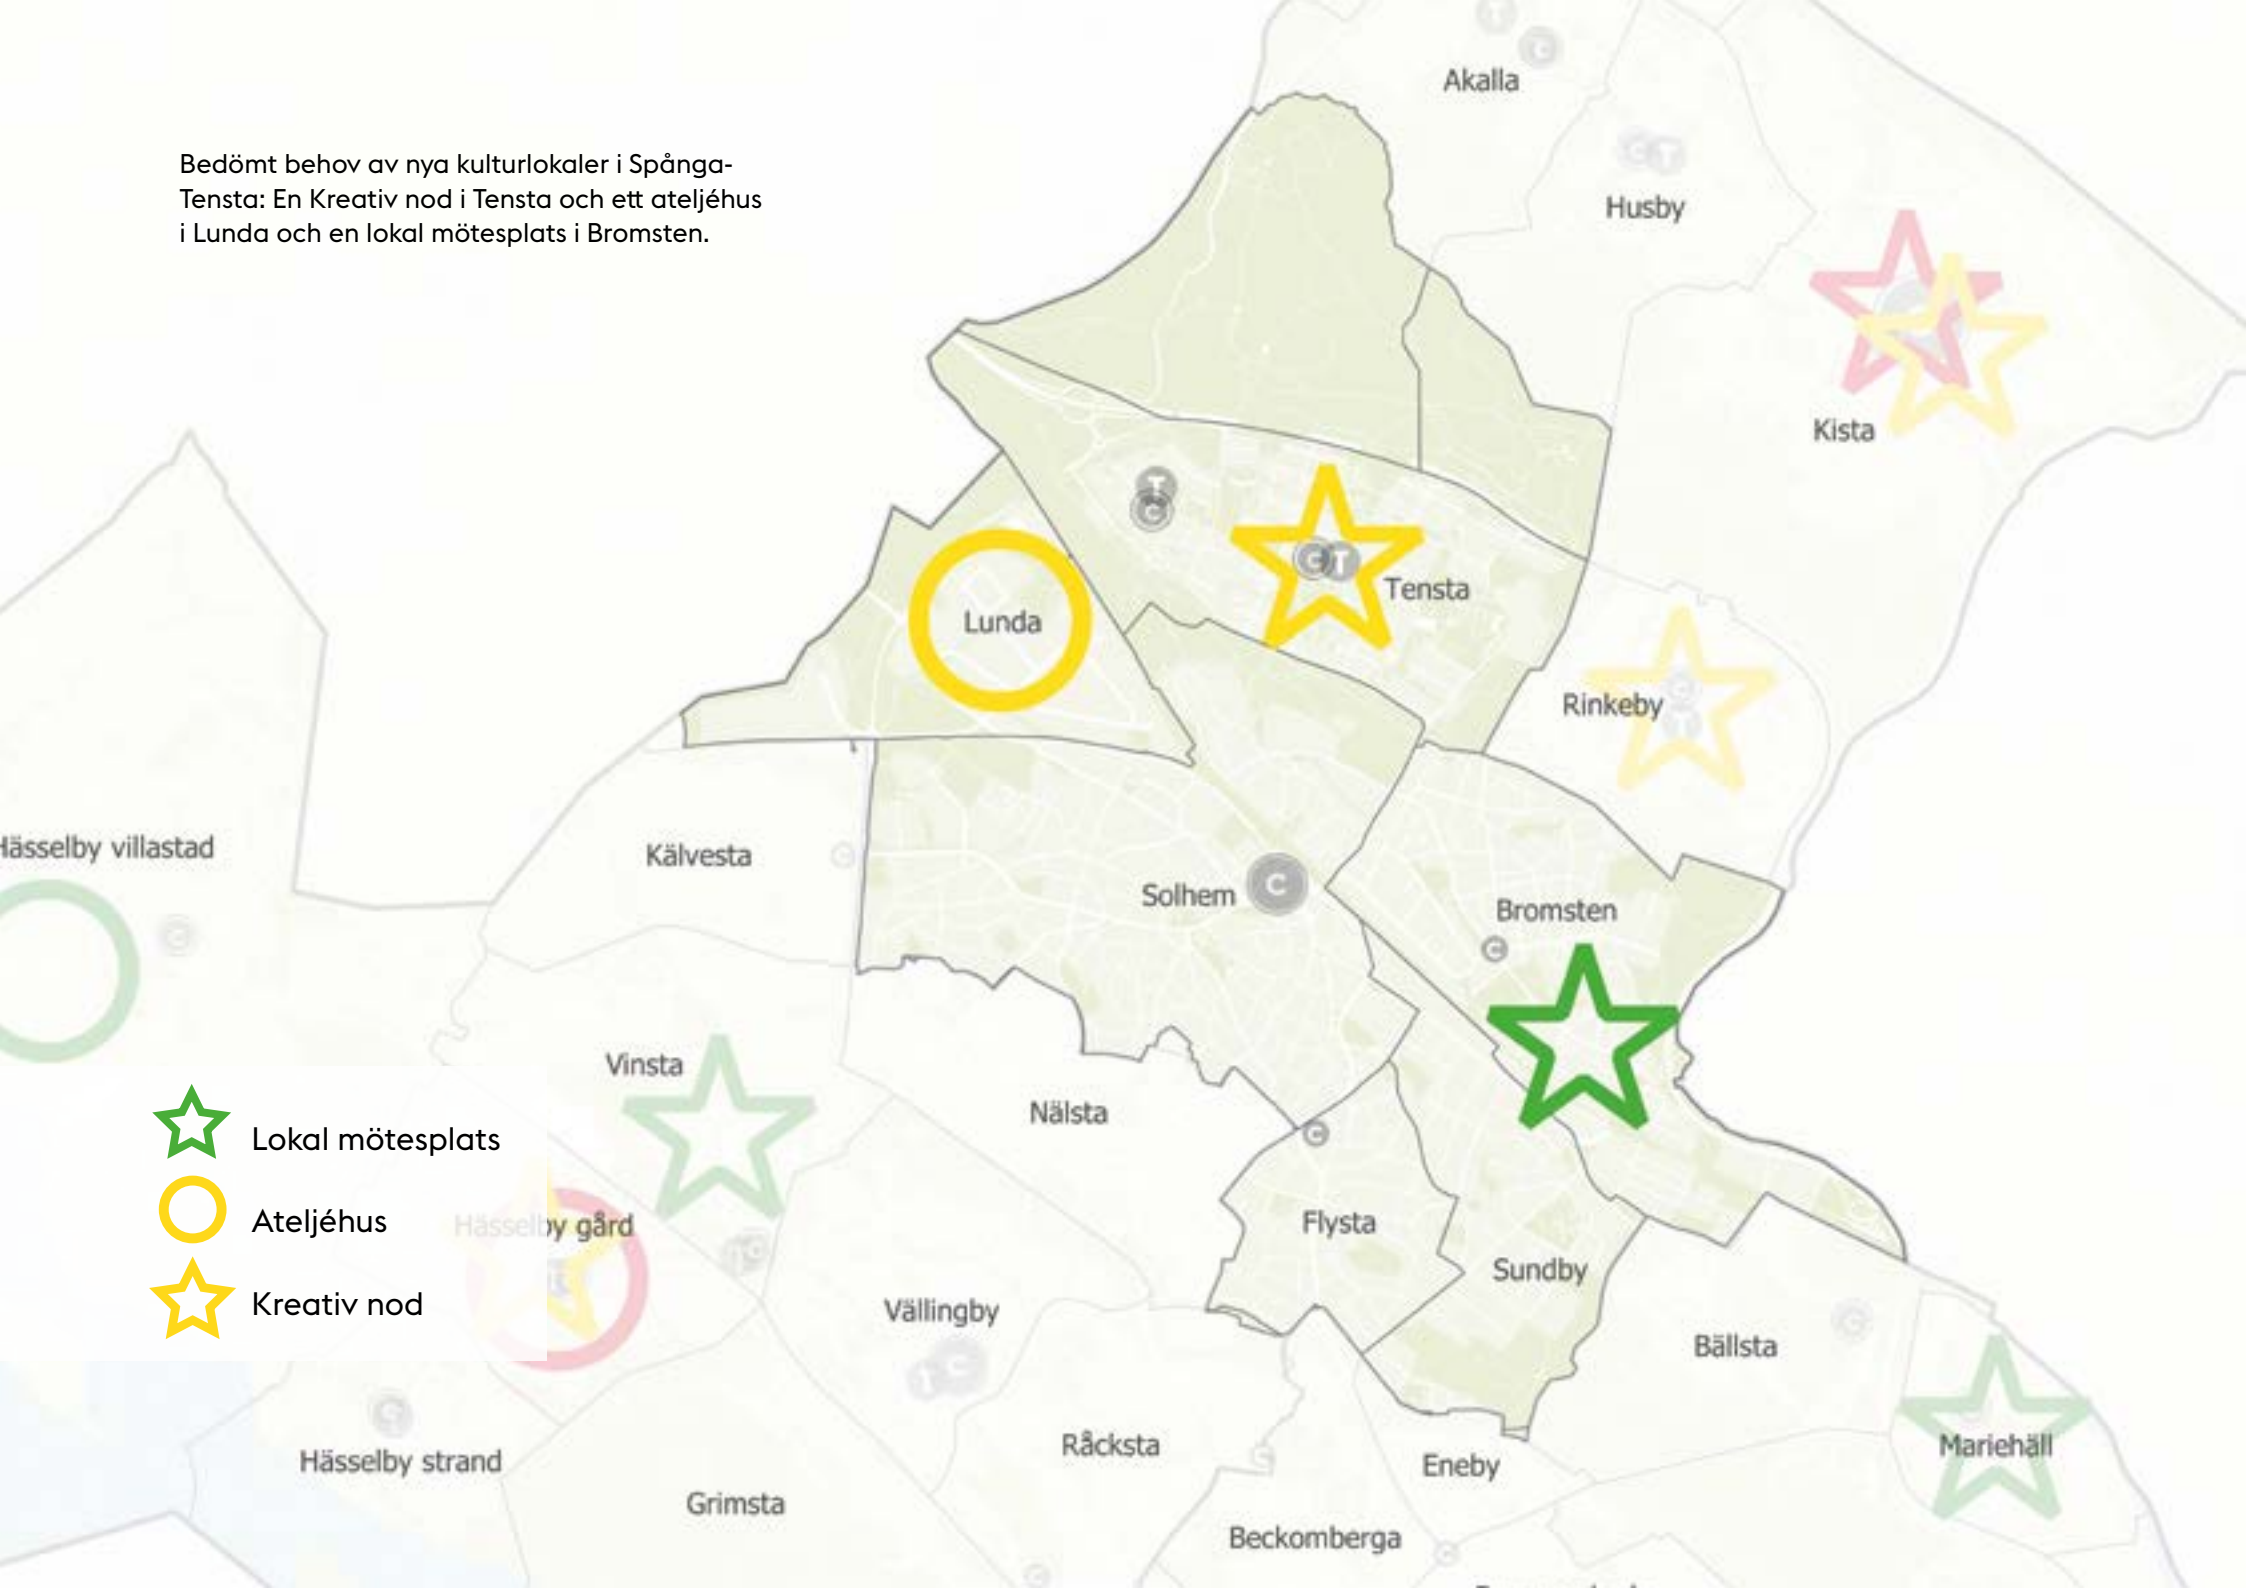 Bedömt behov av nya kulturlokaler i Spånga-
Tensta: En Kreativ nod i Tensta och ett ateljéhus
i Lunda och en lokal mötesplats i Bromsten.
T
C
Akalla
C T
Husby
Kista
T
C
C T
Tensta
Lunda
Rinkeby
C
T
Hässelby villastad
C
Kälvesta
C
Solhem
C
Bromsten
C
Vinsta
Nälsta
C
Lokal mötesplats
Ateljéhus
Kreativ nod
Hässelby gård
T C
Flysta
Sundby
Vällingby
T C
Bällsta
C
Hässelby strand
C
Råcksta
C
Eneby
Mariehäll
Grimsta
Beckomberga
C
C